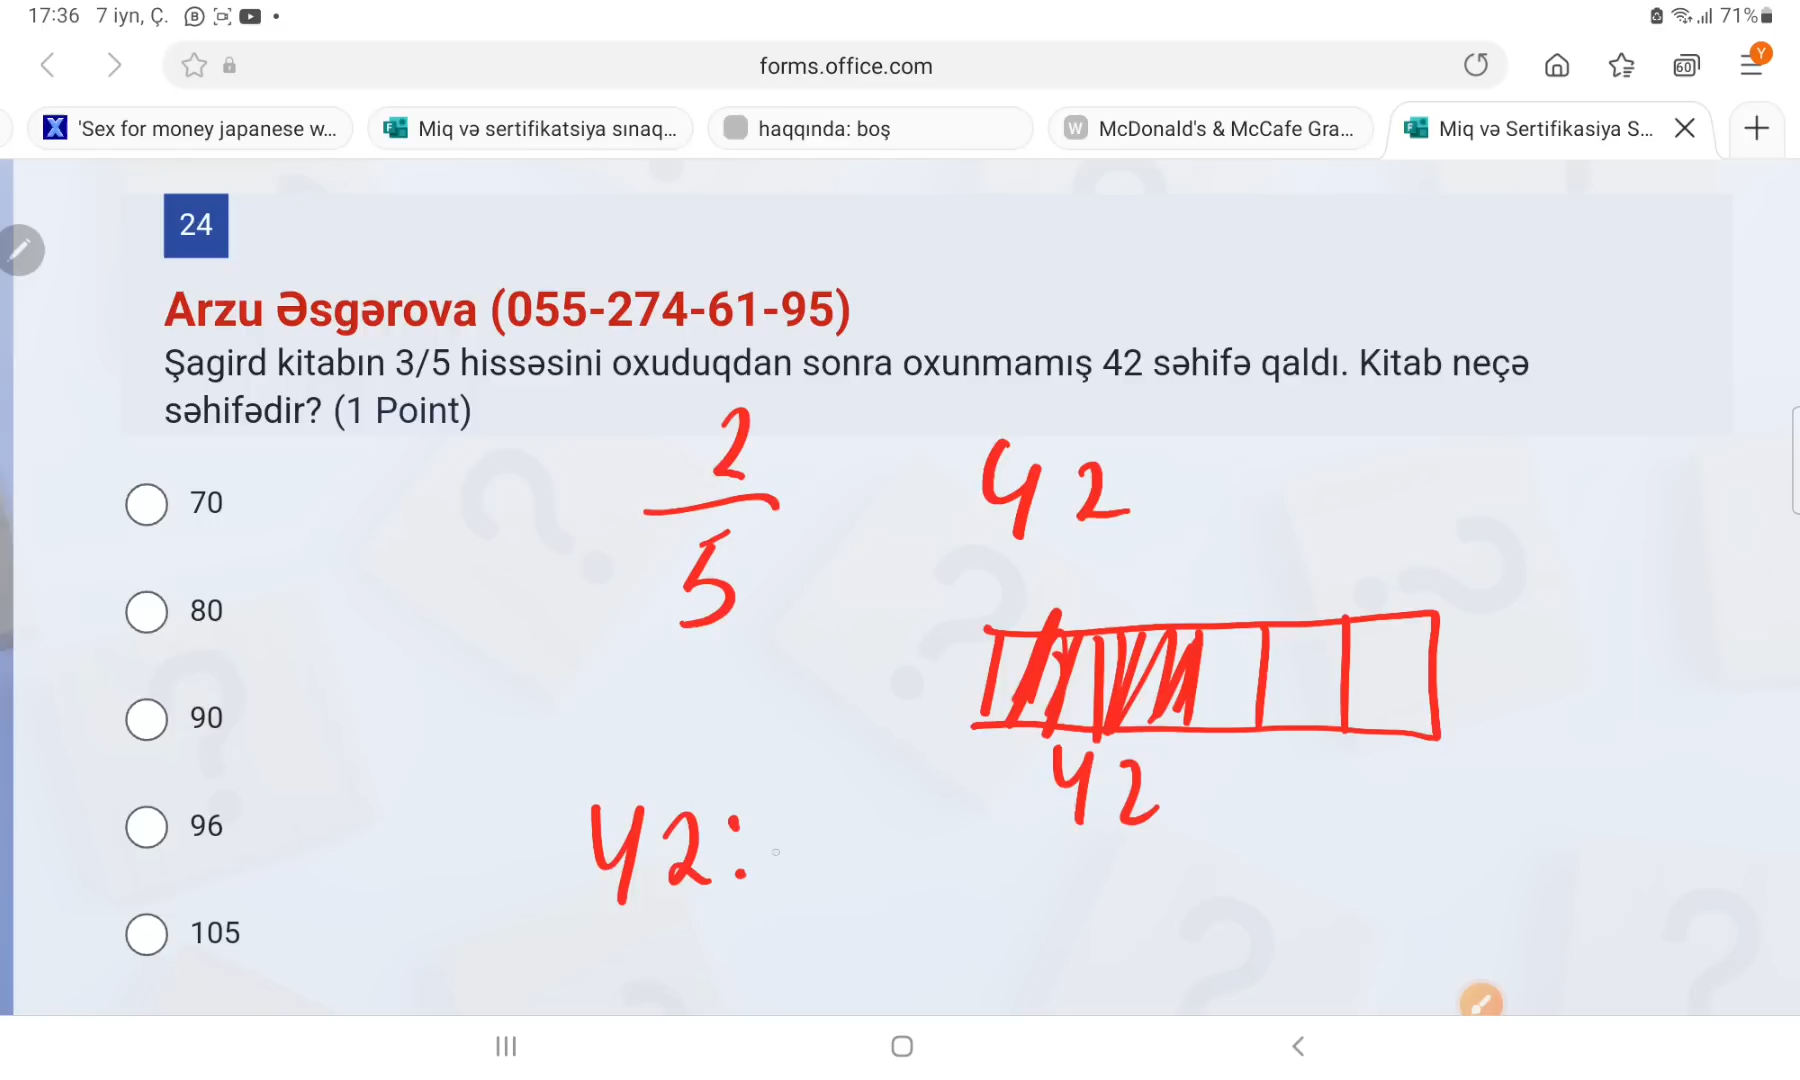 17:36 7 iyn, Ç. 71%
forms.office.com
60 Y
'Sex for money japanese w... Miq və sertifikatsiya sınaq... haqqında: boş McDonald's & McCafe Gra... Miq və Sertifikasiya S...
24
Arzu Əsgərova (055-274-61-95)
Şagird kitabın 3/5 hissəsini oxuduqdan sonra oxunmamış 42 səhifə qaldı. Kitab neçə
səhifədir? (1 Point)
2
5
42
70
80
90
96
105
42
42: